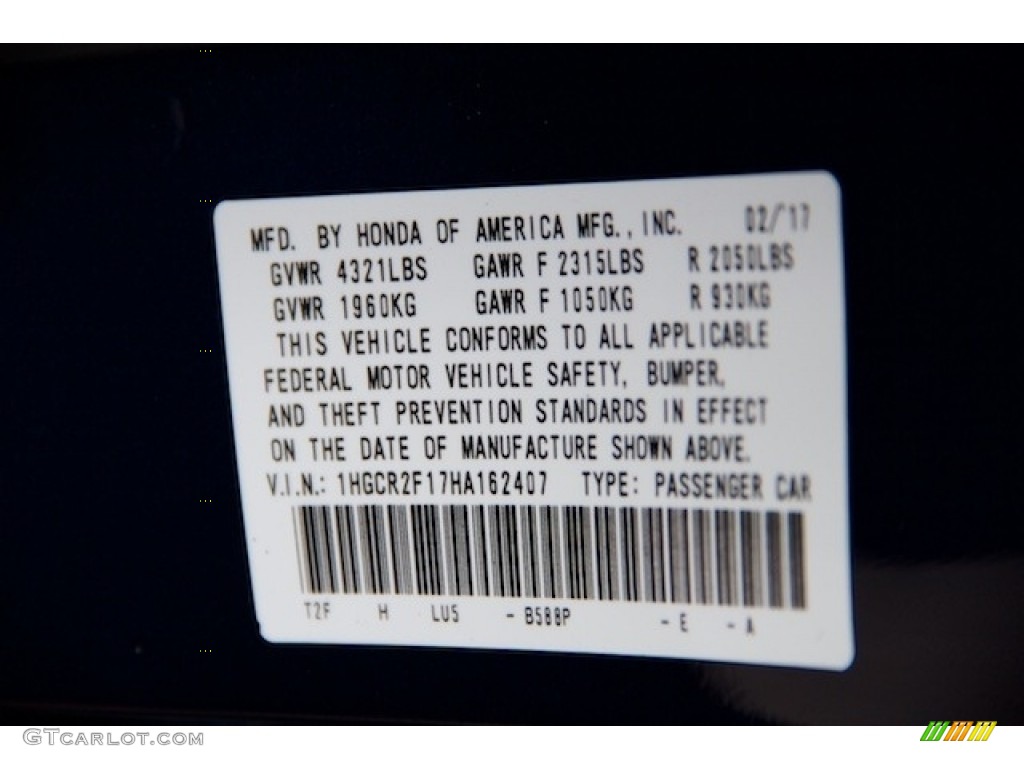 MFD. BY HONDA OF AMERICA MFG., INC. 02/'17
GVWR 4321LBS GAWR F 2315LBS R 2050LBS
GVWR 1960KG GAWR F 1050KG R 930KG
THIS VEHICLE CONFORMS TO ALL APPLICABLE
FEDERAL MOTOR VEHICLE SAFETY, BUMPER,
AND THEFT PREVENTION STANDARDS IN EFFECT
ON THE DATE OF MANUFACTURE SHOWN ABOVE.
V.I.N.: 1HGCR2F17HA162407 TYPE: PASSENGER CAR
T2F H LU5 - B588P - E - A
GTCARLOT.COM